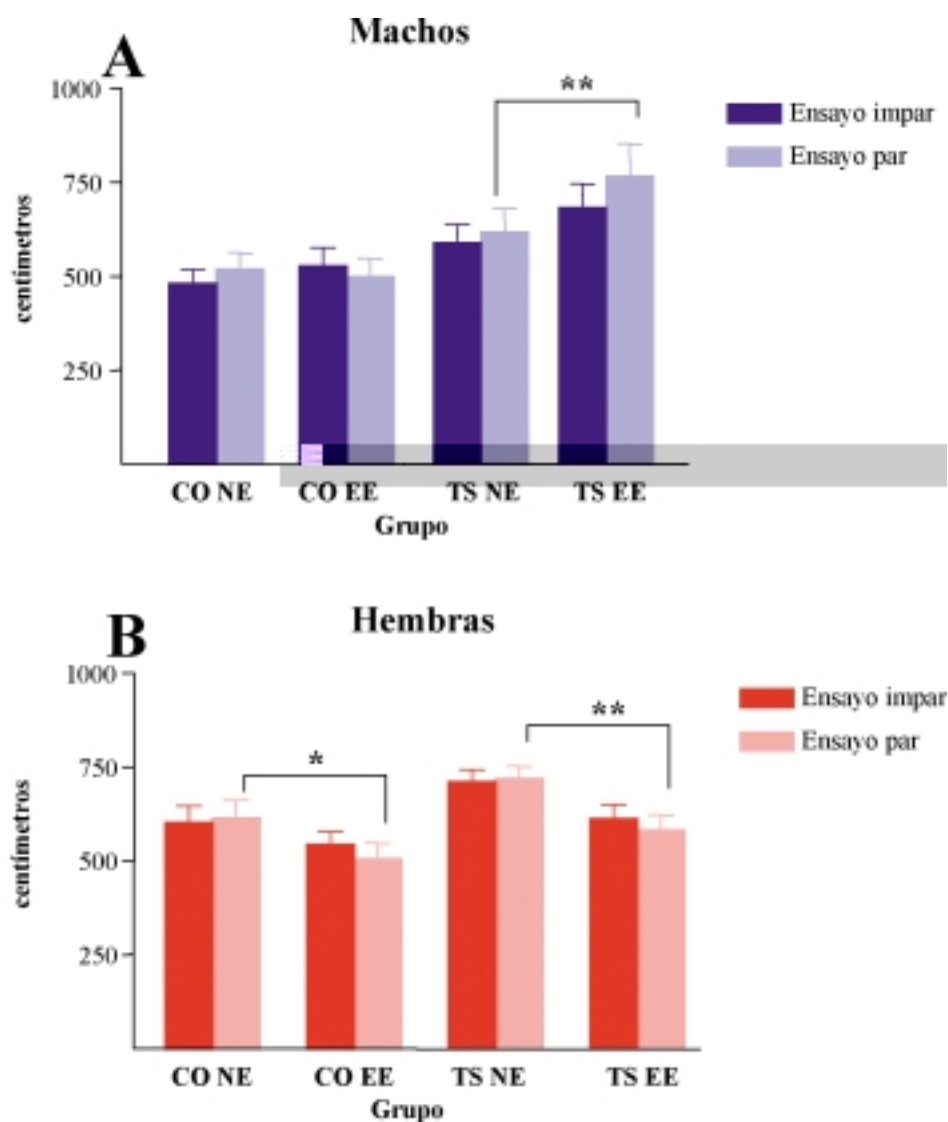 Machos
A
1000
750
500
250
centímetros
**
Ensayo impar
Ensayo par
CO NE
CO EE
TS NE
TS EE
Grupo
Hembras
B
1000
750
500
250
centímetros
*
**
Ensayo impar
Ensayo par
CO NE
CO EE
TS NE
TS EE
Grupo